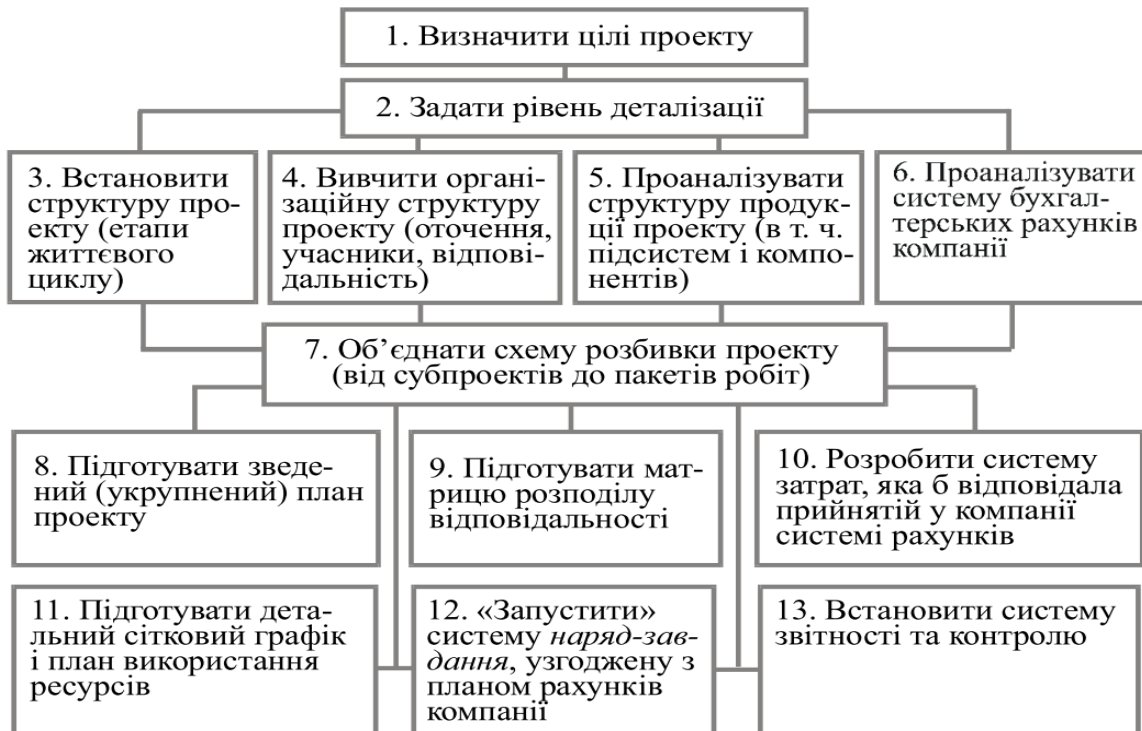 1. Визначити цілі проекту
2. Задати рівень деталізації
3. Встановити
структуру про-
екту (етапи
життєвого
циклу)
4. Вивчити органі-
заційну структуру
проекту (оточення,
учасники, відпові-
дальність)
5. Проаналізувати
структуру продук-
ції проекту (в т. ч.
підсистем і компо-
нентів)
6. Проаналізувати
систему бухгал-
терських рахунків
компанії
7. Об’єднати схему розбивки проекту
(від субпроектів до пакетів робіт)
8. Підготувати зведе-
ний (укрупнений) план
проекту
9. Підготувати мат-
рицю розподілу
відповідальності
10. Розробити систему
затрат, яка б відповідала
прийнятій у компанії
системі рахунків
11. Підготувати дета-
льний сітковий графік
і план використання
ресурсів
12. «Запустити»
систему наряд-зав-
дання, узгоджену з
планом рахунків
компанії
13. Встановити систему
звітності та контролю